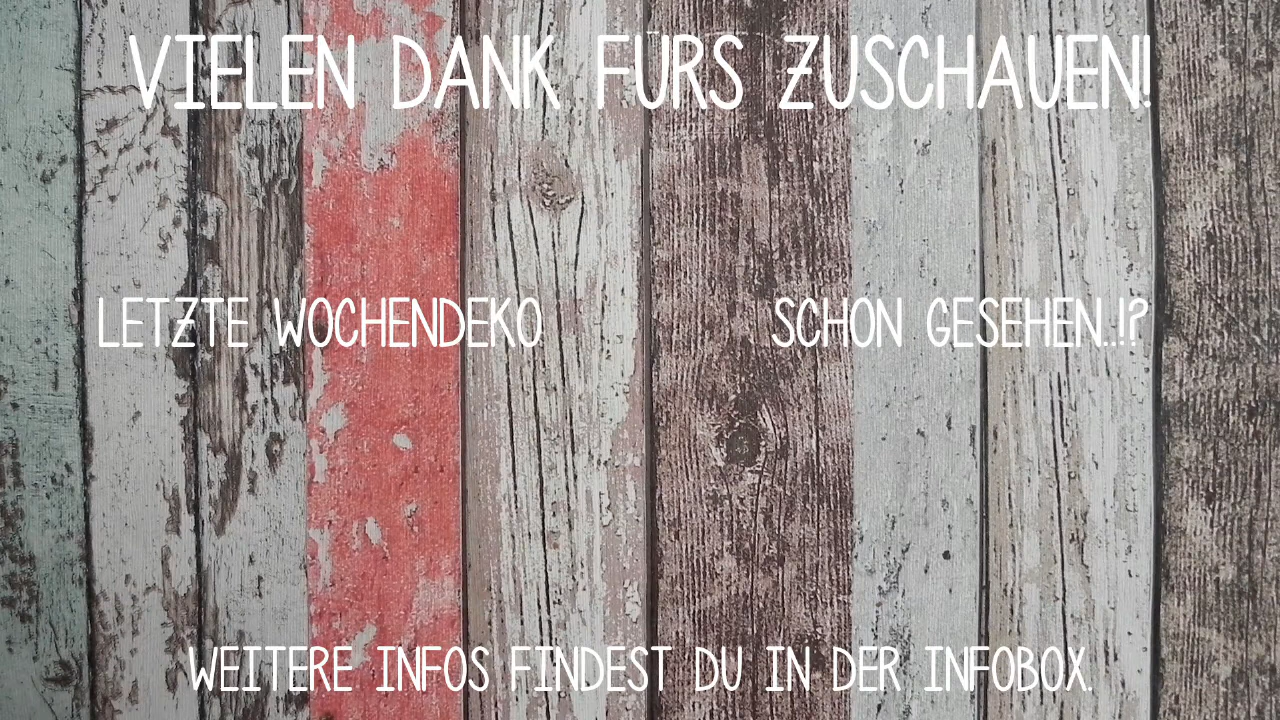 VIELEN DANK FÜRS ZUSCHAUEN!
LETZTE WOCHENDEKO
SCHON GESEHEN..!?
WEITERE INFOS FINDEST DU IN DER INFOBOX.